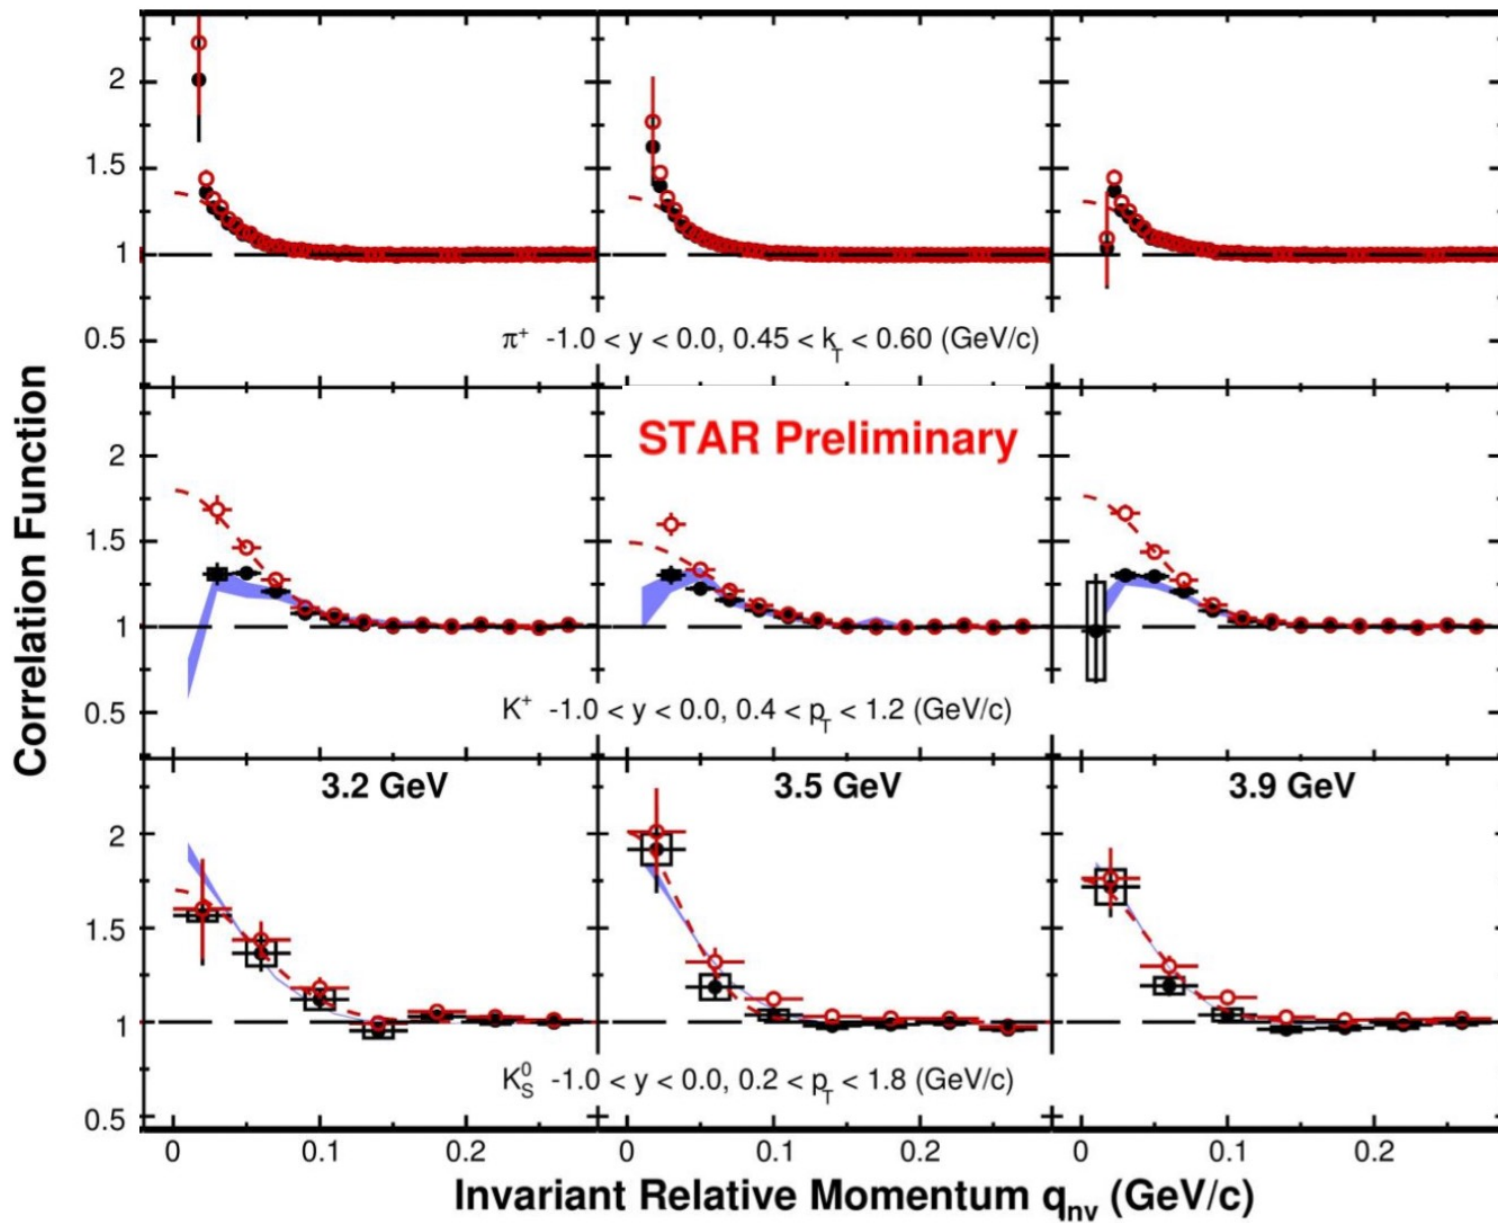 Correlation Function
2
1.5
1
0.5
π⁺ -1.0 < y < 0.0, 0.45 < k_T < 0.60 (GeV/c)
2
1.5
1
0.5
STAR Preliminary
K⁺ -1.0 < y < 0.0, 0.4 < p_T < 1.2 (GeV/c)
3.2 GeV 3.5 GeV 3.9 GeV
2
1.5
1
0.5
K⁰_S -1.0 < y < 0.0, 0.2 < p_T < 1.8 (GeV/c)
0 0.1 0.2 0 0.1 0.2 0 0.1 0.2
Invariant Relative Momentum q_nv (GeV/c)